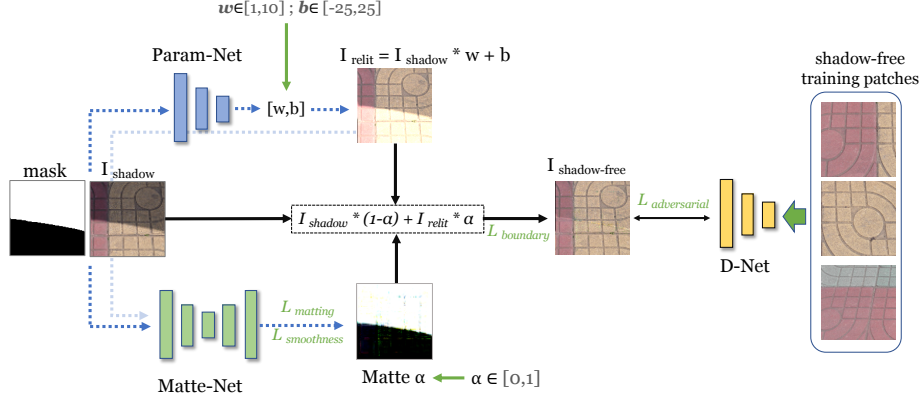 w∈[1,10] ; b∈[-25,25]
Param-Net
I relit = I shadow * w + b
shadow-free
training patches
[w,b]
mask
I shadow
I shadow-free
I shadow * (1-α) + I relit * α
L boundary
L adversarial
D-Net
L matting
L smoothness
Matte-Net
Matte α
α ∈ [0,1]